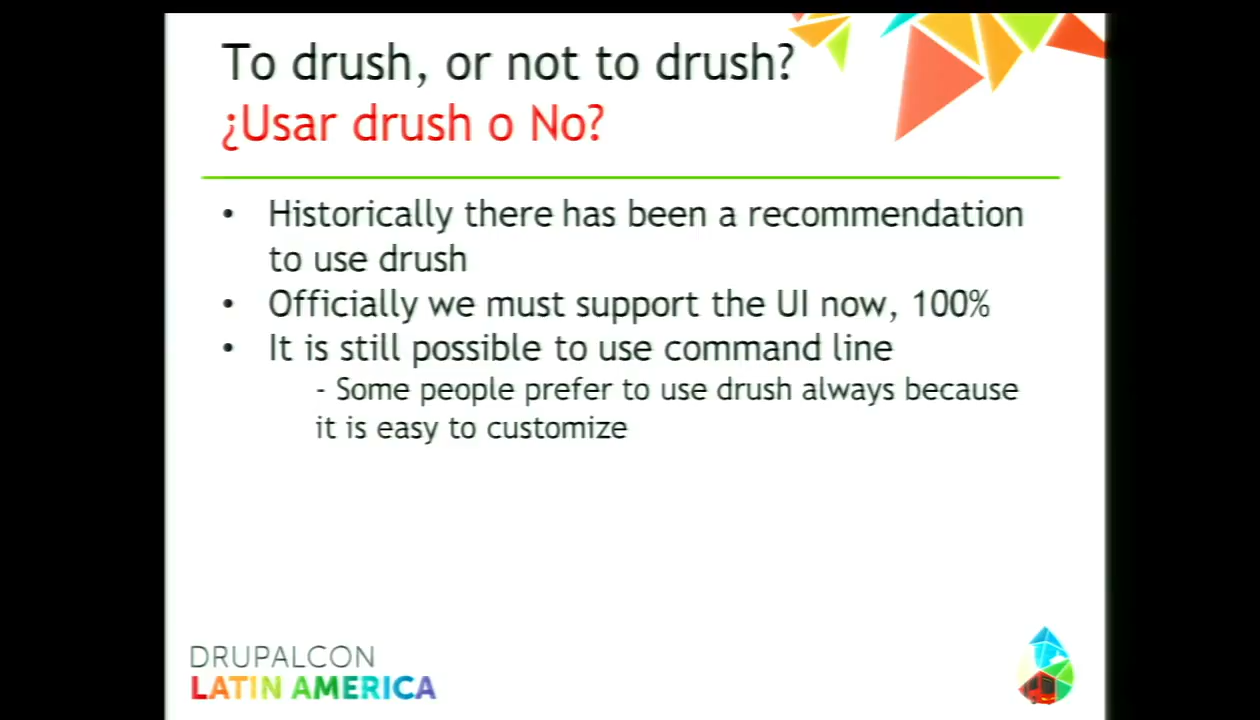 To drush, or not to drush?
¿Usar drush o No?
• Historically there has been a recommendation
to use drush
• Officially we must support the UI now, 100%
• It is still possible to use command line
- Some people prefer to use drush always because
it is easy to customize
DRUPALCON
LATIN AMERICA